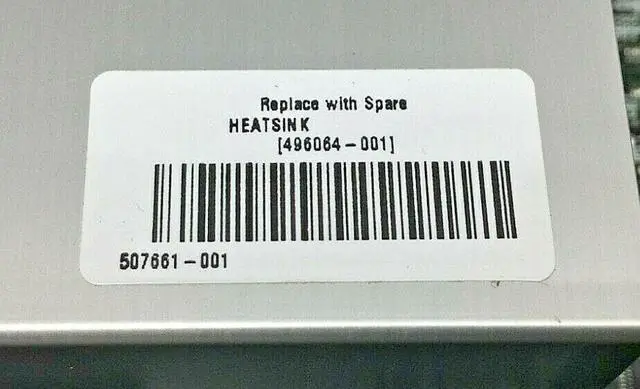 Replace with Spare
HEATSINK
[496064-001]
507661-001